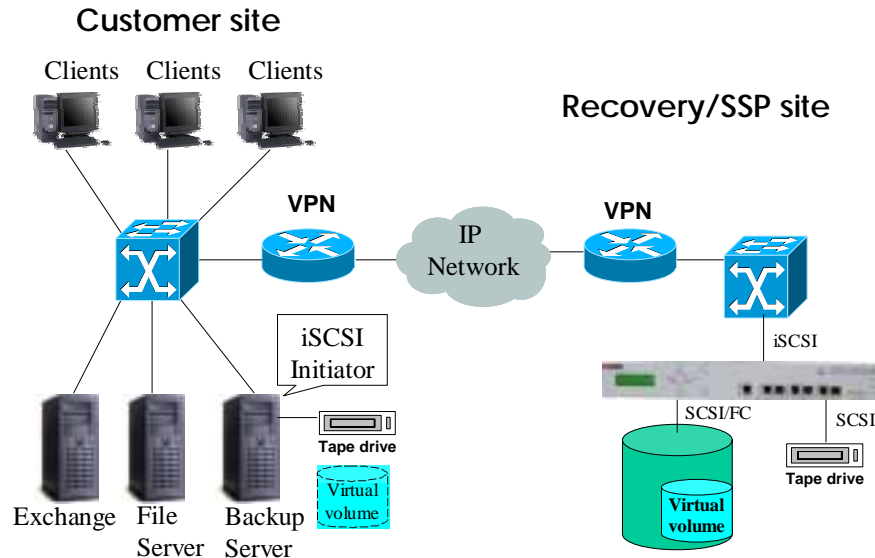 Customer site
Clients
Clients
Clients
Recovery/SSP site
VPN
IP
Network
VPN
iSCSI
iSCSI
Initiator
SCSI/FC
SCSI
Tape drive
Tape drive
Virtual
volume
Virtual
volume
Exchange
File
Server
Backup
Server